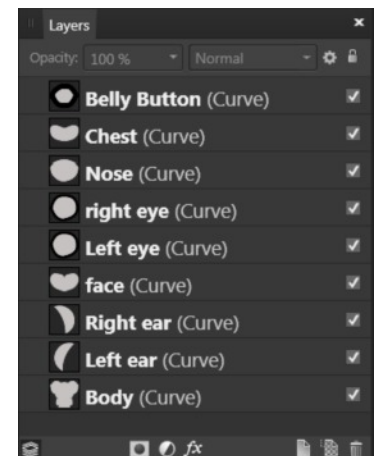 Layers
Opacity: 100 % Normal
Belly Button (Curve)
Chest (Curve)
Nose (Curve)
right eye (Curve)
Left eye (Curve)
face (Curve)
Right ear (Curve)
Left ear (Curve)
Body (Curve)
fx